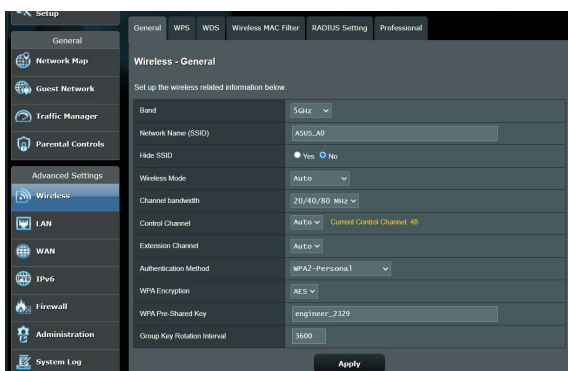 Setup
General
Network Map
Guest Network
Traffic Manager
Parental Controls
Advanced Settings
Wireless
LAN
WAN
IPv6
Firewall
Administration
System Log
General WPS WDS Wireless MAC Filter RADIUS Setting Professional
Wireless - General
Set up the wireless related information below.
Band 5GHz
Network Name (SSID) ASUS_A0
Hide SSID Yes No
Wireless Mode Auto
Channel bandwidth 20/40/80 MHz
Control Channel Auto Current Control Channel: 48
Extension Channel Auto
Authentication Method WPA2-Personal
WPA Encryption AES
WPA Pre-Shared Key engineer_2329
Group Key Rotation Interval 3600
Apply